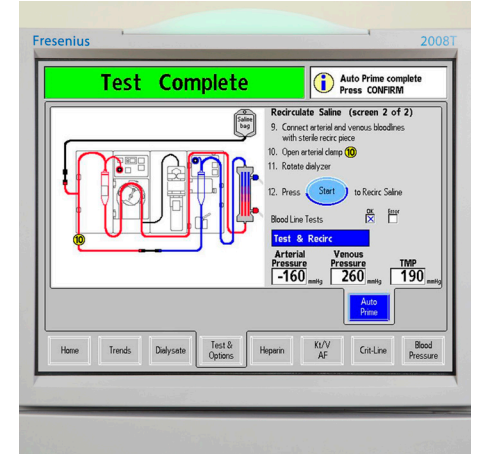 Fresenius
2008T
Test Complete
Auto Prime complete
Press CONFIRM
Saline
bag
10
Recirculate Saline (screen 2 of 2)
9. Connect arterial and venous bloodlines
with sterile recirc piece
10. Open arterial clamp 10
11. Rotate dialyzer
12. Press Start to Recirc Saline
Blood Line Tests OK Error
Test & Recirc
Arterial
Pressure
-160 mmHg
Venous
Pressure
260 mmHg
TMP
190 mmHg
Auto
Prime
Home
Trends
Dialysate
Test &
Options
Heparin
Kt/V
AF
Crit-Line
Blood
Pressure